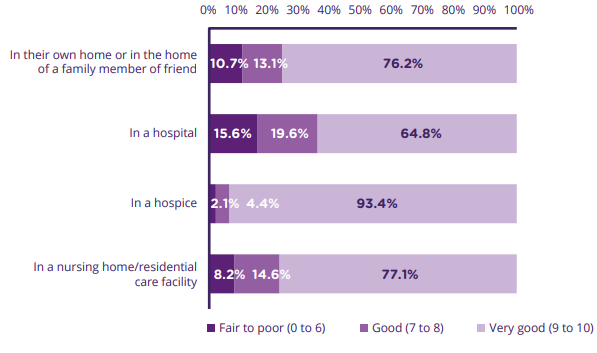 0% 10% 20% 30% 40% 50% 60% 70% 80% 90% 100%
In their own home or in the home
of a family member of friend
10.7% 13.1% 76.2%
In a hospital
15.6% 19.6% 64.8%
In a hospice
2.1% 4.4% 93.4%
In a nursing home/residential
care facility
8.2% 14.6% 77.1%
Fair to poor (0 to 6) Good (7 to 8) Very good (9 to 10)